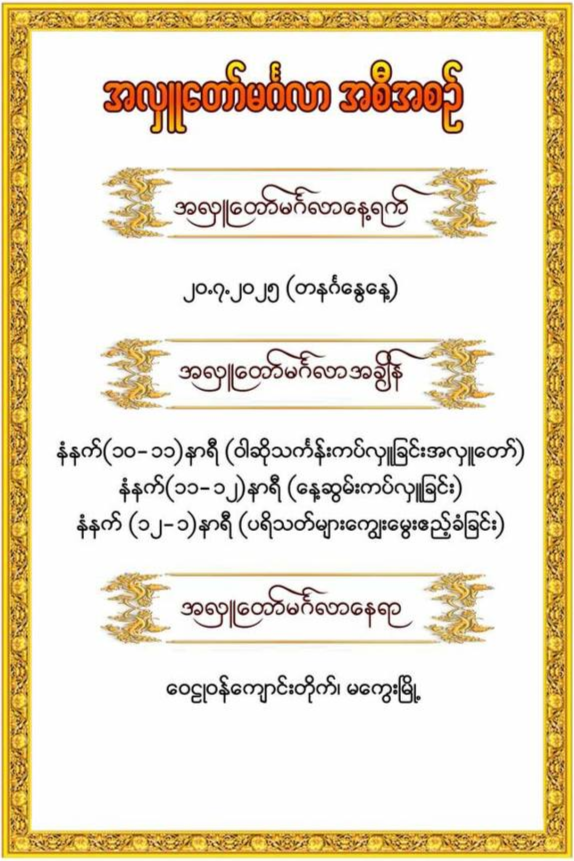 အလှူတော်မင်္ဂလာ အစီအစဉ်
အလှူတော်မင်္ဂလာနေ့ရက်
၂၀.၇.၂၀၂၅ (တနင်္ဂနွေနေ့)
အလှူတော်မင်္ဂလာအချိန်
နံနက်(၁၀-၁၁)နာရီ (ဝါဆိုသင်္ကန်းကပ်လှူခြင်းအလှူတော်)
နံနက်(၁၁-၁၂)နာရီ (နေ့ဆွမ်းကပ်လှူခြင်း)
နံနက် (၁၂-၁)နာရီ (ပရိသတ်များကျွေးမွေးဧည့်ခံခြင်း)
အလှူတော်မင်္ဂလာနေရာ
ဝေဠုဝန်ကျောင်းတိုက်၊ မကွေးမြို့